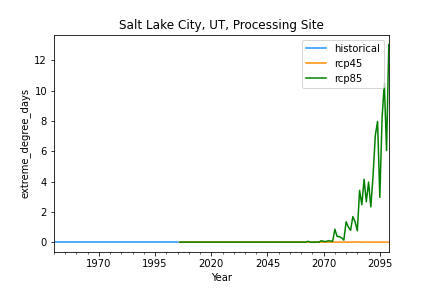 Salt Lake City, UT, Processing Site
historical
rcp45
rcp85
extreme_degree_days
12
10
8
6
4
2
0
1970
1995
2020
2045
2070
2095
Year